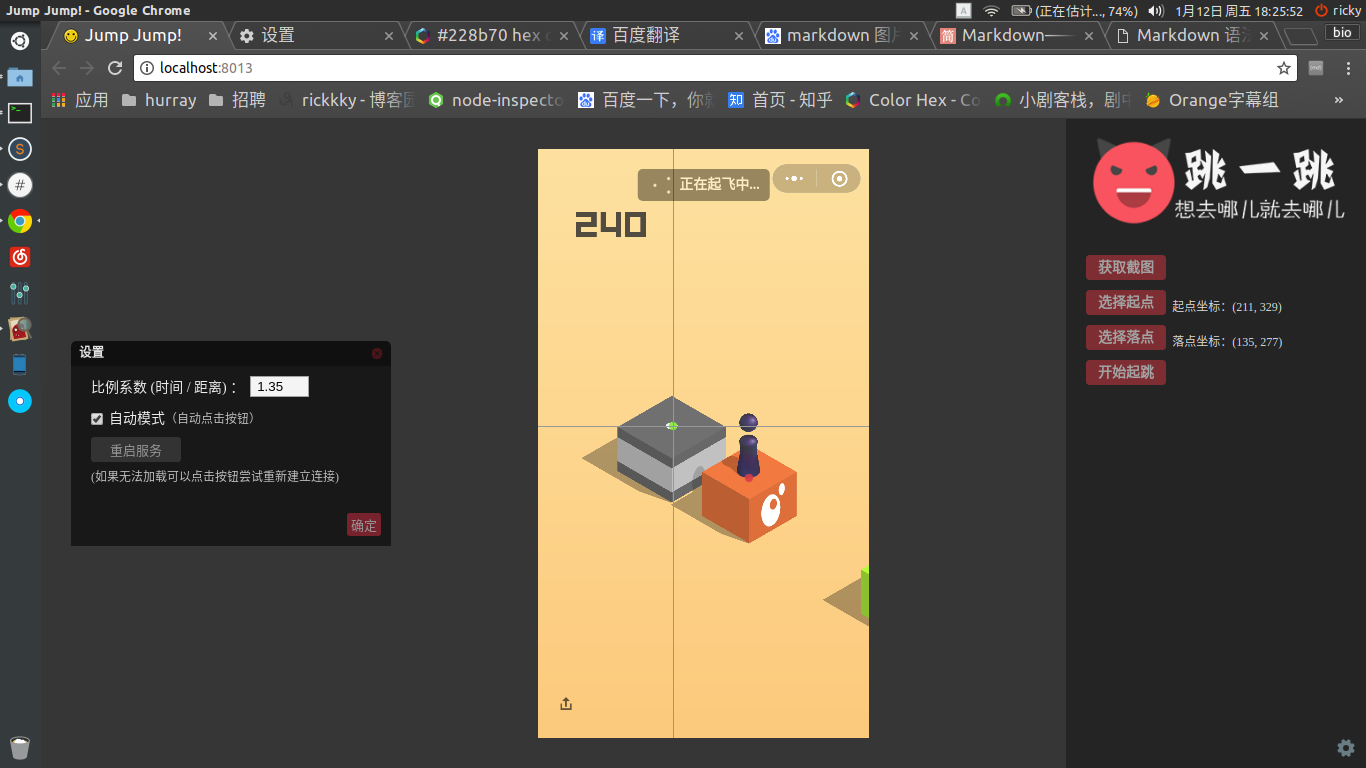 Jump Jump! - Google Chrome
(正在估计..., 74%)
1月12日 周五 18:25:52
ricky
Jump Jump!
设置
#228b70 hex
百度翻译
markdown 图
Markdown——
Markdown 语
bio
localhost:8013
应用
hurray
招聘
rickkky - 博客园
node-inspecto
百度一下，你就
首页 - 知乎
Color Hex - Co
小剧客栈，剧中
Orange字幕组
»
正在起飞中...
240
设置
比例系数 (时间 / 距离) ：
1.35
自动模式（自动点击按钮）
重启服务
(如果无法加载可以点击按钮尝试重新建立连接)
确定
跳一跳
想去哪儿就去哪儿
获取截图
选择起点
起点坐标：(211, 329)
选择落点
落点坐标：(135, 277)
开始起跳